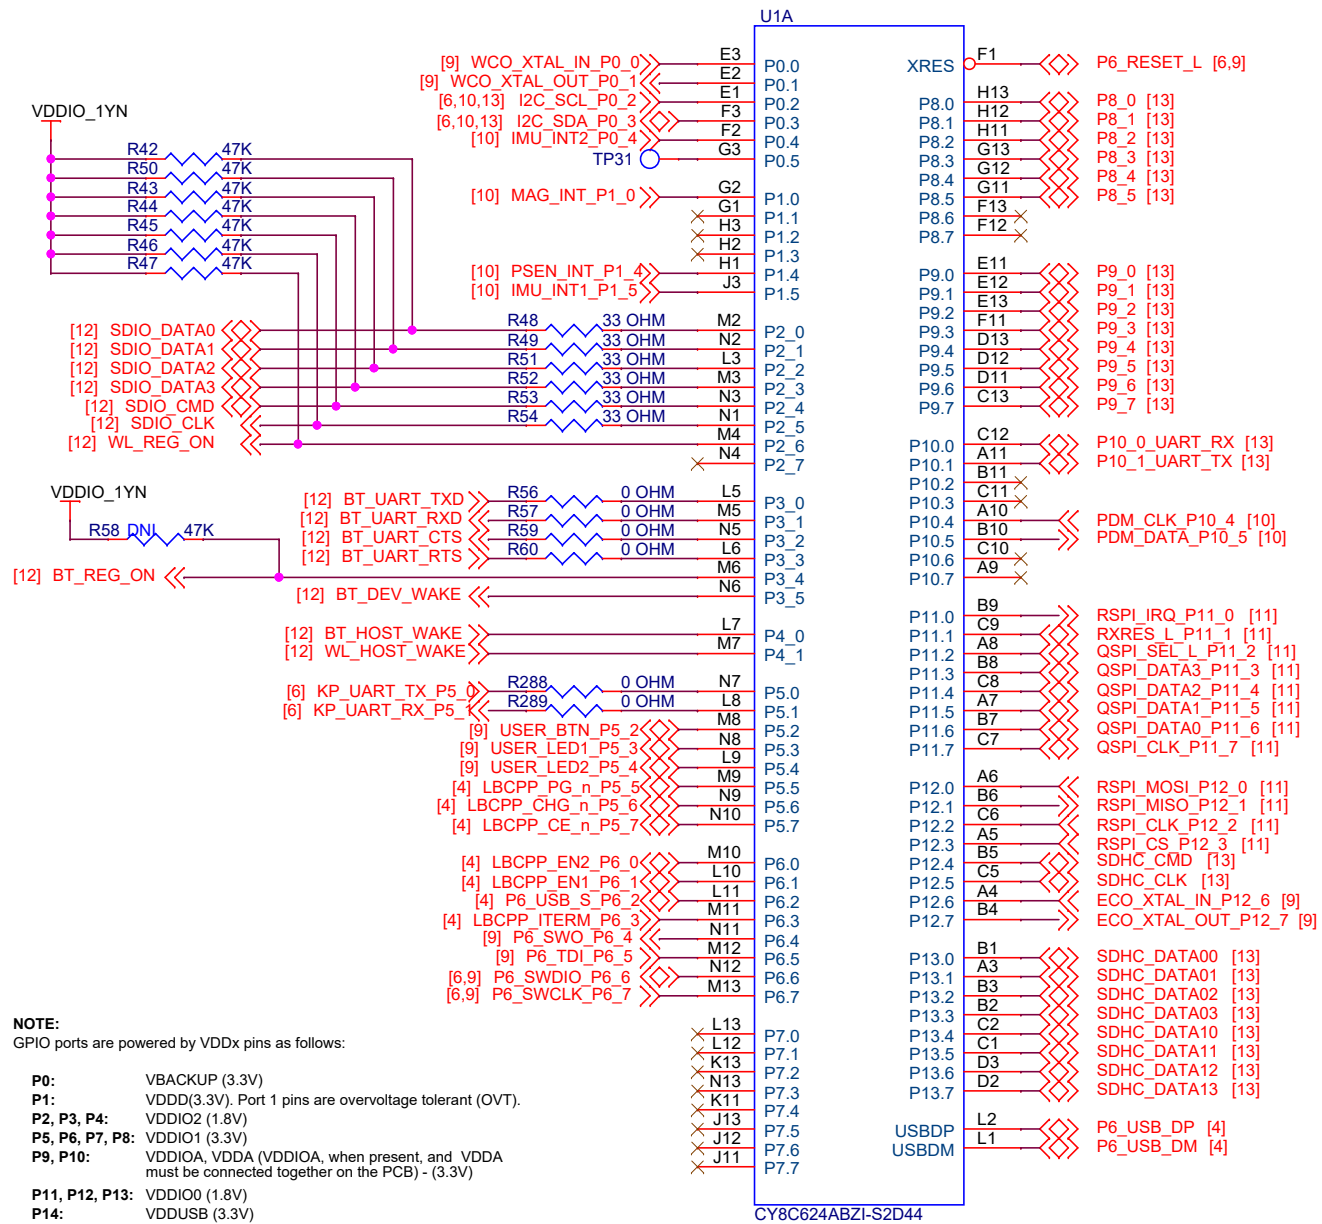 U1A
[9] WCO_XTAL_IN_P0_0 E3 P0.0
[9] WCO_XTAL_OUT_P0_1 E2 P0.1
[6,10,13] I2C_SCL_P0_2 E1 P0.2
[6,10,13] I2C_SDA_P0_3 F3 P0.3
[10] IMU_INT2_P0_4 F2 P0.4
TP31 G3 P0.5
[10] MAG_INT_P1_0 G2 P1.0
G1 P1.1
H3 P1.2
H2 P1.3
[10] PSEN_INT_P1_4 H1 P1.4
[10] IMU_INT1_P1_5 J3 P1.5
VDDIO_1YN
R42 47K
R50 47K
R43 47K
R44 47K
R45 47K
R46 47K
R47 47K
[12] SDIO_DATA0 R48 33 OHM M2 P2_0
[12] SDIO_DATA1 R49 33 OHM N2 P2_1
[12] SDIO_DATA2 R51 33 OHM L3 P2_2
[12] SDIO_DATA3 R52 33 OHM M3 P2_3
[12] SDIO_CMD R53 33 OHM N3 P2_4
[12] SDIO_CLK R54 33 OHM N1 P2_5
[12] WL_REG_ON M4 P2_6
N4 P2_7
VDDIO_1YN
R58 DNI 47K
[12] BT_UART_TXD R56 0 OHM L5 P3_0
[12] BT_UART_RXD R57 0 OHM M5 P3_1
[12] BT_UART_CTS R59 0 OHM N5 P3_2
[12] BT_UART_RTS R60 0 OHM L6 P3_3
[12] BT_REG_ON M6 P3_4
[12] BT_DEV_WAKE N6 P3_5
[12] BT_HOST_WAKE L7 P4_0
[12] WL_HOST_WAKE M7 P4_1
[6] KP_UART_TX_P5_0 R288 0 OHM N7 P5.0
[6] KP_UART_RX_P5_1 R289 0 OHM L8 P5.1
[9] USER_BTN_P5_2 M8 P5.2
[9] USER_LED1_P5_3 N8 P5.3
[9] USER_LED2_P5_4 L9 P5.4
[4] LBCPP_PG_n_P5_5 M9 P5.5
[4] LBCPP_CHG_n_P5_6 N9 P5.6
[4] LBCPP_CE_n_P5_7 N10 P5.7
[4] LBCPP_EN2_P6_0 M10 P6.0
[4] LBCPP_EN1_P6_1 L10 P6.1
[4] P6_USB_S_P6_2 L11 P6.2
[4] LBCPP_ITERM_P6_3 M11 P6.3
[9] P6_SWO_P6_4 N11 P6.4
[9] P6_TDI_P6_5 M12 P6.5
[6,9] P6_SWDIO_P6_6 N12 P6.6
[6,9] P6_SWCLK_P6_7 M13 P6.7
L13 P7.0
L12 P7.1
K13 P7.2
N13 P7.3
K11 P7.4
J13 P7.5
J12 P7.6
J11 P7.7
XRES F1 P6_RESET_L [6,9]
P8.0 H13 P8_0 [13]
P8.1 H12 P8_1 [13]
P8.2 H11 P8_2 [13]
P8.3 G13 P8_3 [13]
P8.4 G12 P8_4 [13]
P8.5 G11 P8_5 [13]
P8.6 F13
P8.7 F12
P9.0 E11 P9_0 [13]
P9.1 E12 P9_1 [13]
P9.2 E13 P9_2 [13]
P9.3 F11 P9_3 [13]
P9.4 D13 P9_4 [13]
P9.5 D12 P9_5 [13]
P9.6 D11 P9_6 [13]
P9.7 C13 P9_7 [13]
P10.0 C12 P10_0_UART_RX [13]
P10.1 A11 P10_1_UART_TX [13]
P10.2 B11
P10.3 C11
P10.4 A10 PDM_CLK_P10_4 [10]
P10.5 B10 PDM_DATA_P10_5 [10]
P10.6 C10
P10.7 A9
P11.0 B9 RSPI_IRQ_P11_0 [11]
P11.1 C9 RXRES_L_P11_1 [11]
P11.2 A8 QSPI_SEL_L_P11_2 [11]
P11.3 B8 QSPI_DATA3_P11_3 [11]
P11.4 C8 QSPI_DATA2_P11_4 [11]
P11.5 A7 QSPI_DATA1_P11_5 [11]
P11.6 B7 QSPI_DATA0_P11_6 [11]
P11.7 C7 QSPI_CLK_P11_7 [11]
P12.0 A6 RSPI_MOSI_P12_0 [11]
P12.1 B6 RSPI_MISO_P12_1 [11]
P12.2 C6 RSPI_CLK_P12_2 [11]
P12.3 A5 RSPI_CS_P12_3 [11]
P12.4 B5 SDHC_CMD [13]
P12.5 C5 SDHC_CLK [13]
P12.6 A4 ECO_XTAL_IN_P12_6 [9]
P12.7 B4 ECO_XTAL_OUT_P12_7 [9]
P13.0 B1 SDHC_DATA00 [13]
P13.1 A3 SDHC_DATA01 [13]
P13.2 B3 SDHC_DATA02 [13]
P13.3 B2 SDHC_DATA03 [13]
P13.4 C2 SDHC_DATA10 [13]
P13.5 C1 SDHC_DATA11 [13]
P13.6 D3 SDHC_DATA12 [13]
P13.7 D2 SDHC_DATA13 [13]
USBDP L2 P6_USB_DP [4]
USBDM L1 P6_USB_DM [4]
CY8C624ABZI-S2D44
NOTE:
GPIO ports are powered by VDDx pins as follows:
P0: VBACKUP (3.3V)
P1: VDDD(3.3V). Port 1 pins are overvoltage tolerant (OVT).
P2, P3, P4: VDDIO2 (1.8V)
P5, P6, P7, P8: VDDIO1 (3.3V)
P9, P10: VDDIOA, VDDA (VDDIOA, when present, and VDDA
must be connected together on the PCB) - (3.3V)
P11, P12, P13: VDDIO0 (1.8V)
P14: VDDUSB (3.3V)